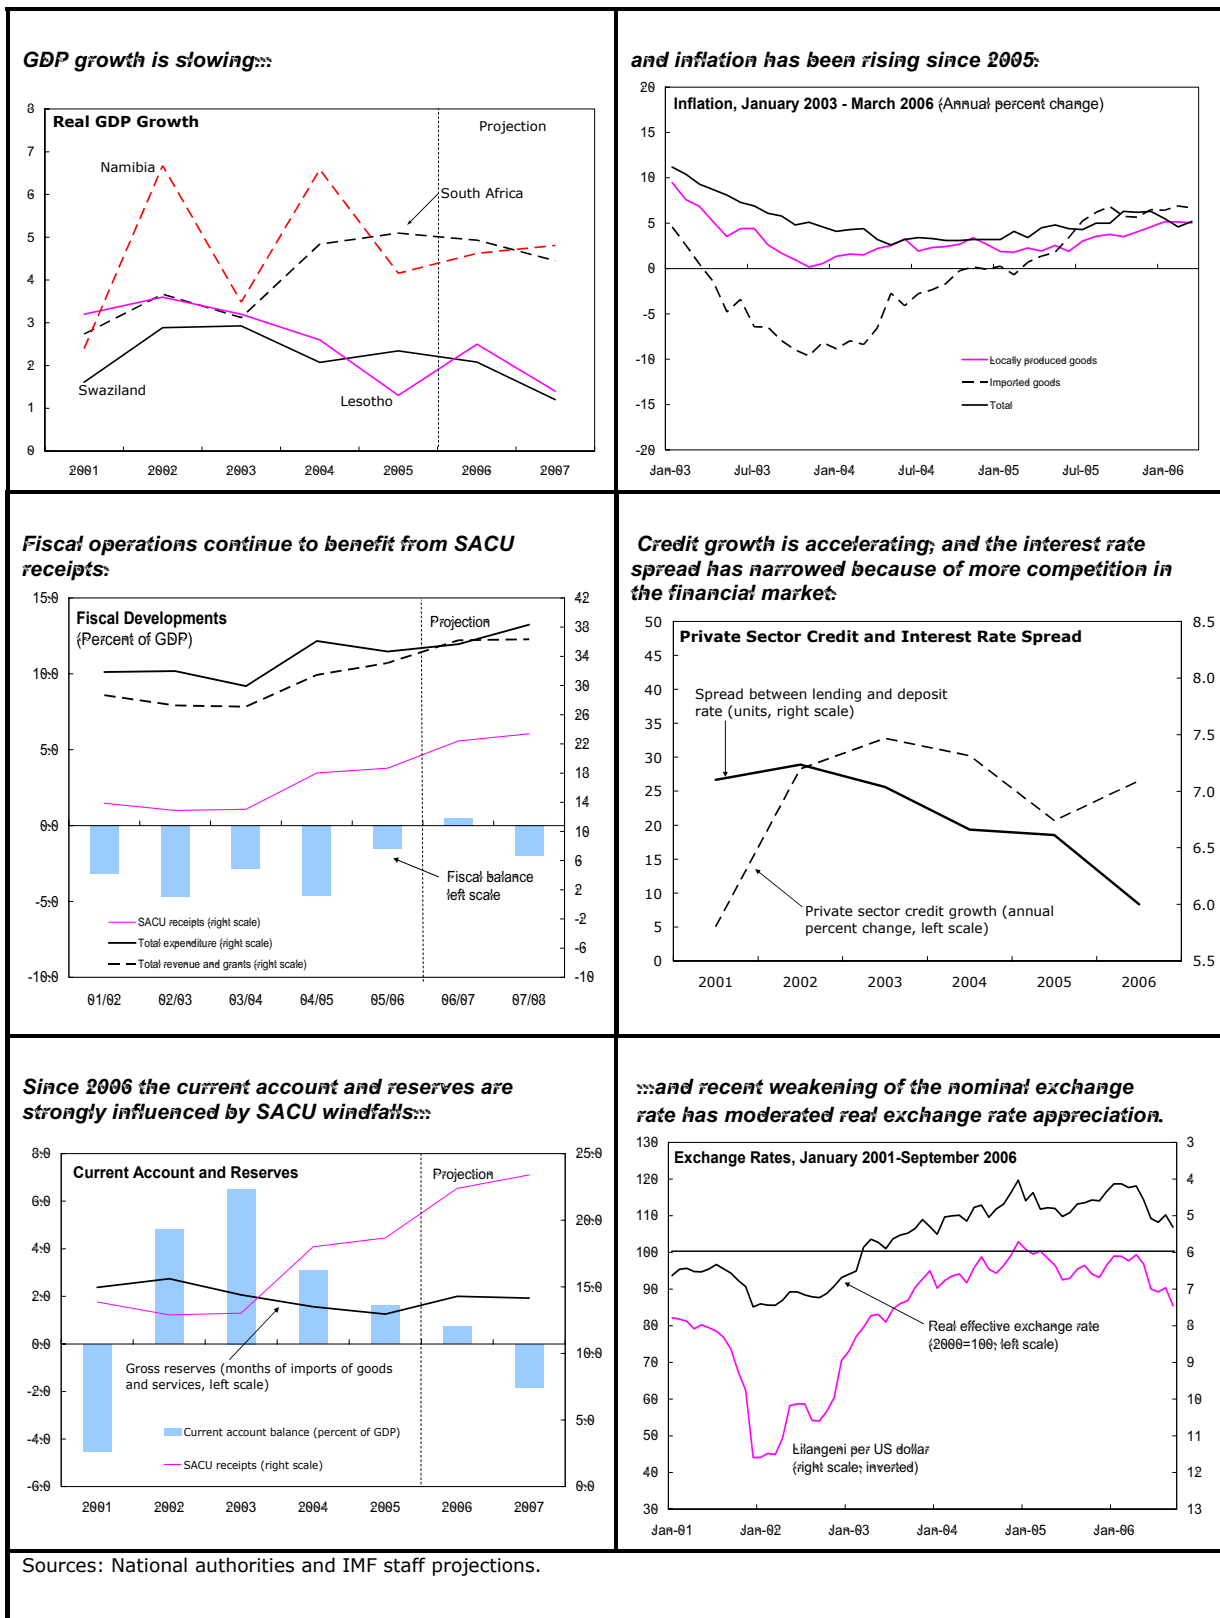 GDP growth is slowing...
Real GDP Growth
Projection
Namibia
South Africa
Swaziland
Lesotho
8
7
6
5
4
3
2
1
0
2001 2002 2003 2004 2005 2006 2007
and inflation has been rising since 2005.
Inflation, January 2003 - March 2006 (Annual percent change)
20
15
10
5
0
-5
-10
-15
-20
Locally produced goods
Imported goods
Total
Jan-03 Jul-03 Jan-04 Jul-04 Jan-05 Jul-05 Jan-06
Fiscal operations continue to benefit from SACU
receipts.
Fiscal Developments
(Percent of GDP)
Projection
15.0
10.0
5.0
0.0
-5.0
-10.0
42
38
34
30
26
22
18
14
10
6
2
-2
-6
-10
Fiscal balance
left scale
SACU receipts (right scale)
Total expenditure (right scale)
Total revenue and grants (right scale)
01/02 02/03 03/04 04/05 05/06 06/07 07/08
Credit growth is accelerating, and the interest rate
spread has narrowed because of more competition in
the financial market.
Private Sector Credit and Interest Rate Spread
50
45
40
35
30
25
20
15
10
5
0
8.5
8.0
7.5
7.0
6.5
6.0
5.5
Spread between lending and deposit
rate (units, right scale)
Private sector credit growth (annual
percent change, left scale)
2001 2002 2003 2004 2005 2006
Since 2006 the current account and reserves are
strongly influenced by SACU windfalls...
Current Account and Reserves
Projection
8.0
6.0
4.0
2.0
0.0
-2.0
-4.0
-6.0
25.0
20.0
15.0
10.0
5.0
0.0
Gross reserves (months of imports of goods
and services, left scale)
Current account balance (percent of GDP)
SACU receipts (right scale)
2001 2002 2003 2004 2005 2006 2007
...and recent weakening of the nominal exchange
rate has moderated real exchange rate appreciation.
Exchange Rates, January 2001-September 2006
130
120
110
100
90
80
70
60
50
40
30
3
4
5
6
7
8
9
10
11
12
13
Real effective exchange rate
(2000=100, left scale)
Lilangeni per US dollar
(right scale, inverted)
Jan-01 Jan-02 Jan-03 Jan-04 Jan-05 Jan-06
Sources: National authorities and IMF staff projections.